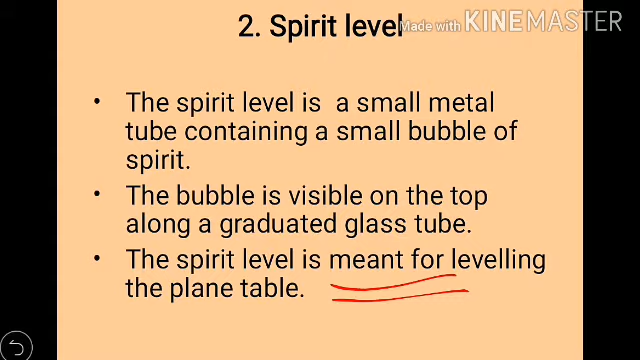 2. Spirit level
Made with KINEMASTER
• The spirit level is a small metal
tube containing a small bubble of
spirit.
• The bubble is visible on the top
along a graduated glass tube.
• The spirit level is meant for levelling
the plane table.